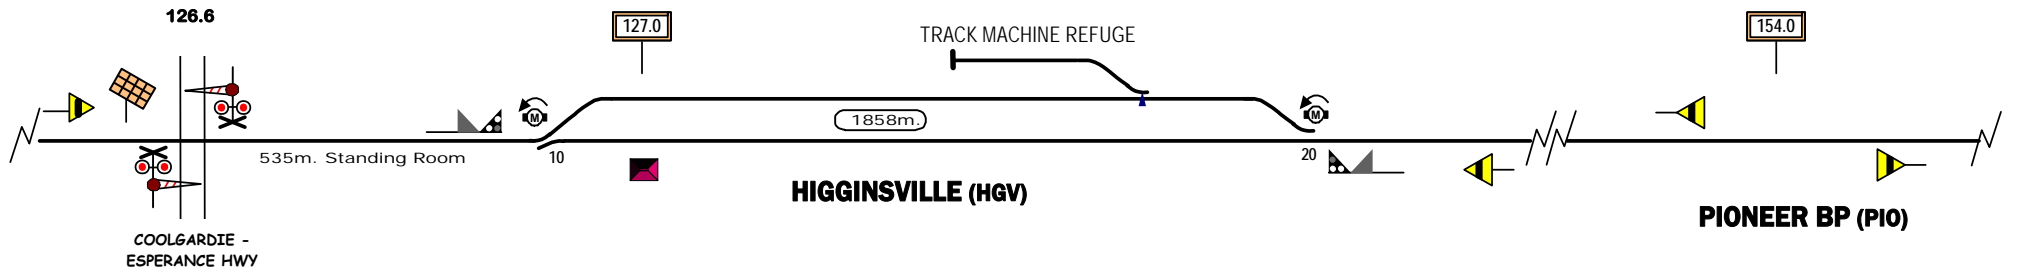 126.6
127.0
TRACK MACHINE REFUGE
154.0
M
M
1858m.
535m. Standing Room
10
20
HIGGINSVILLE (HGV)
PIONEER BP (PIO)
COOLGARDIE -
ESPERANCE HWY